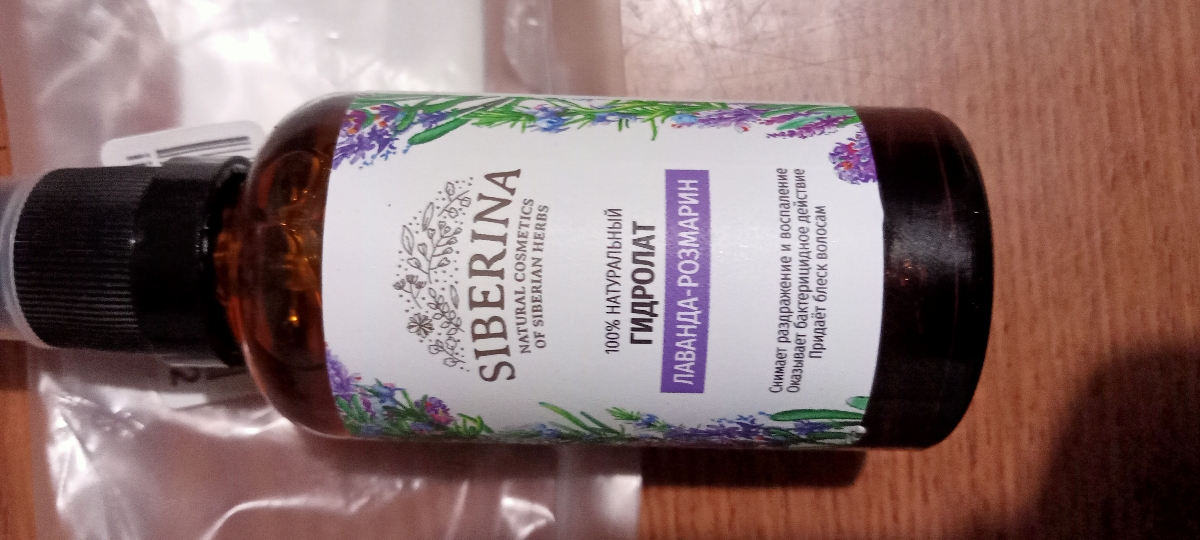 SIBERINA
NATURAL COSMETICS
OF SIBERIAN HERBS
100% НАТУРАЛЬНЫЙ
ГИДРОЛАТ
ЛАВАНДА-РОЗМАРИН
Снимает раздражение и воспаление
Оказывает бактерицидное действие
Придаёт блеск волосам